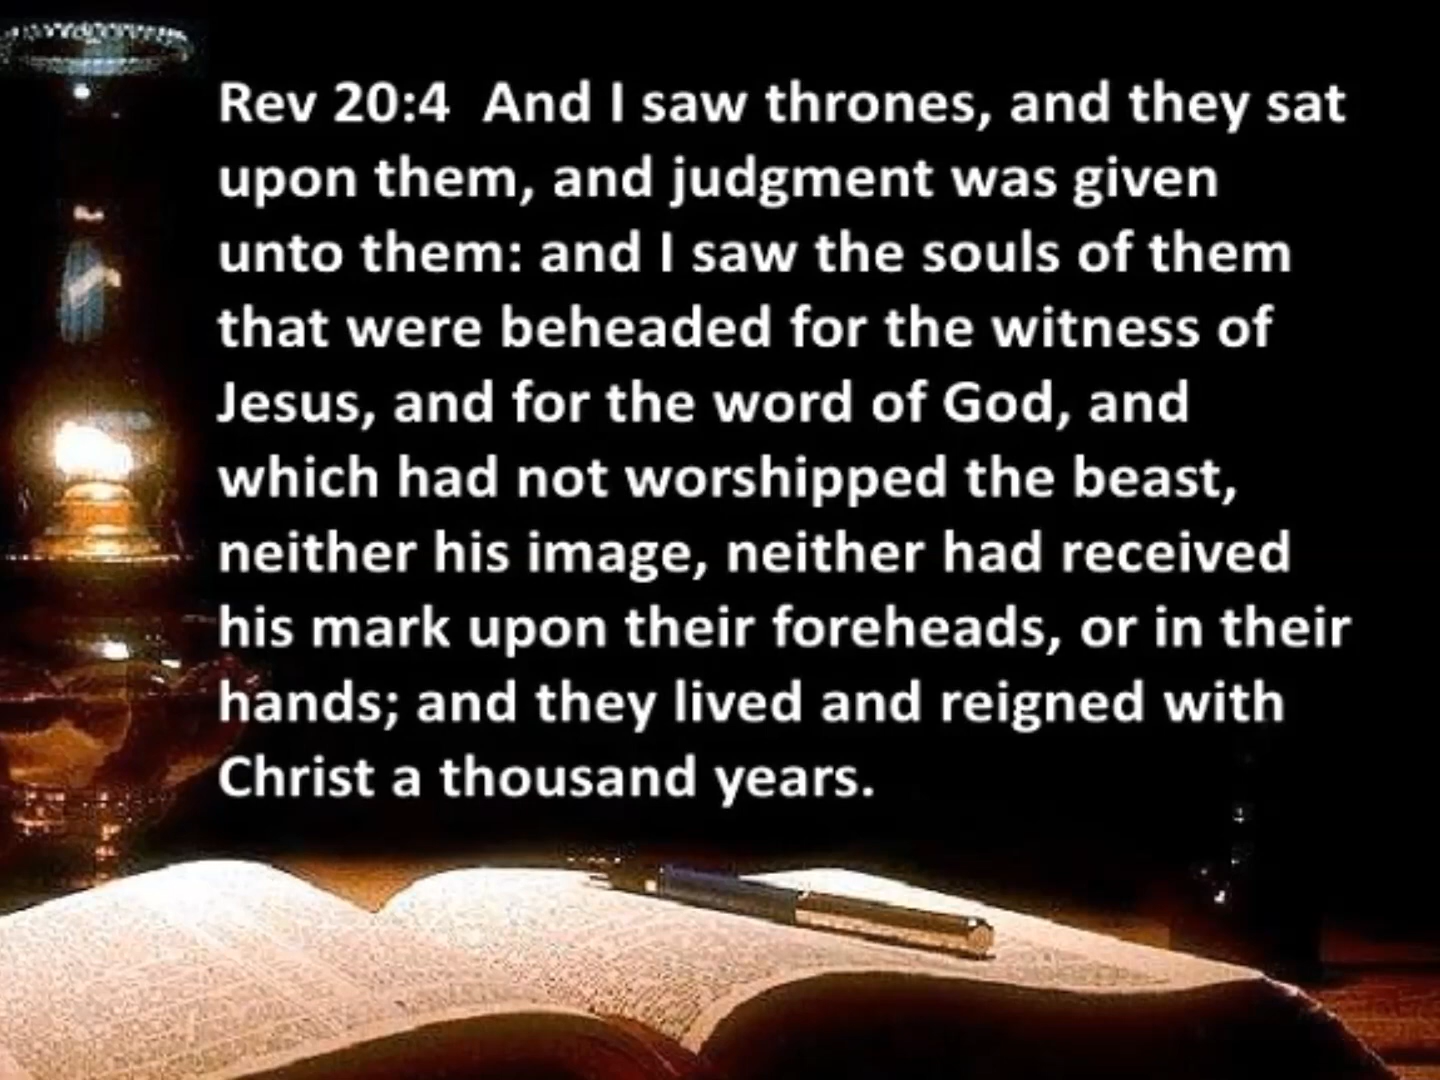 Rev 20:4  And I saw thrones, and they sat
upon them, and judgment was given
unto them: and I saw the souls of them
that were beheaded for the witness of
Jesus, and for the word of God, and
which had not worshipped the beast,
neither his image, neither had received
his mark upon their foreheads, or in their
hands; and they lived and reigned with
Christ a thousand years.